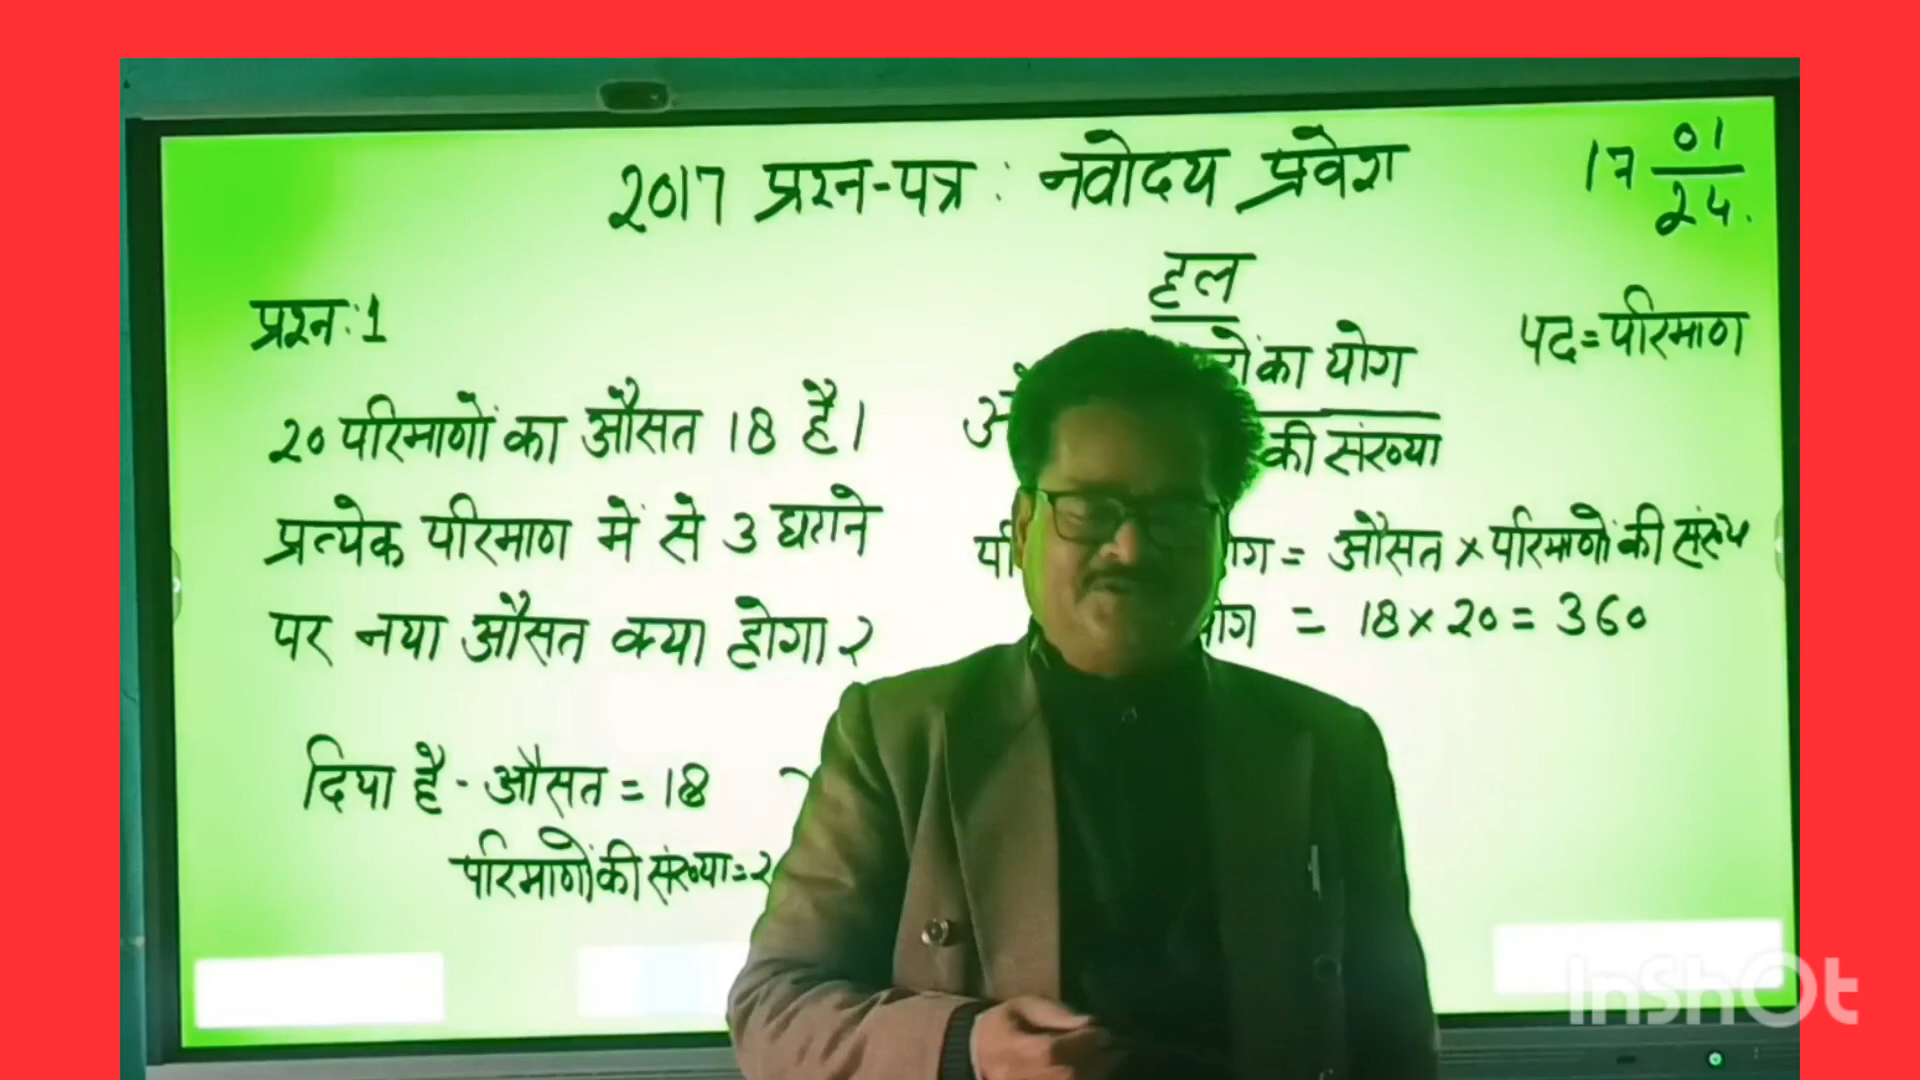 2017 प्रश्न-पत्र : नवोदय प्रवेश
17 01/24.
प्रश्न: 1
20 परिमाणों का औसत 18 है।
प्रत्येक परिमाण में से 3 घटाने
पर नया औसत क्या होगा ?
दिया है - औसत = 18
परिमाणों की संख्या =
हल
पद = परिमाण
का योग
की संख्या
= औसत × परिमाणों की
= 18 × 20 = 360
InShOt